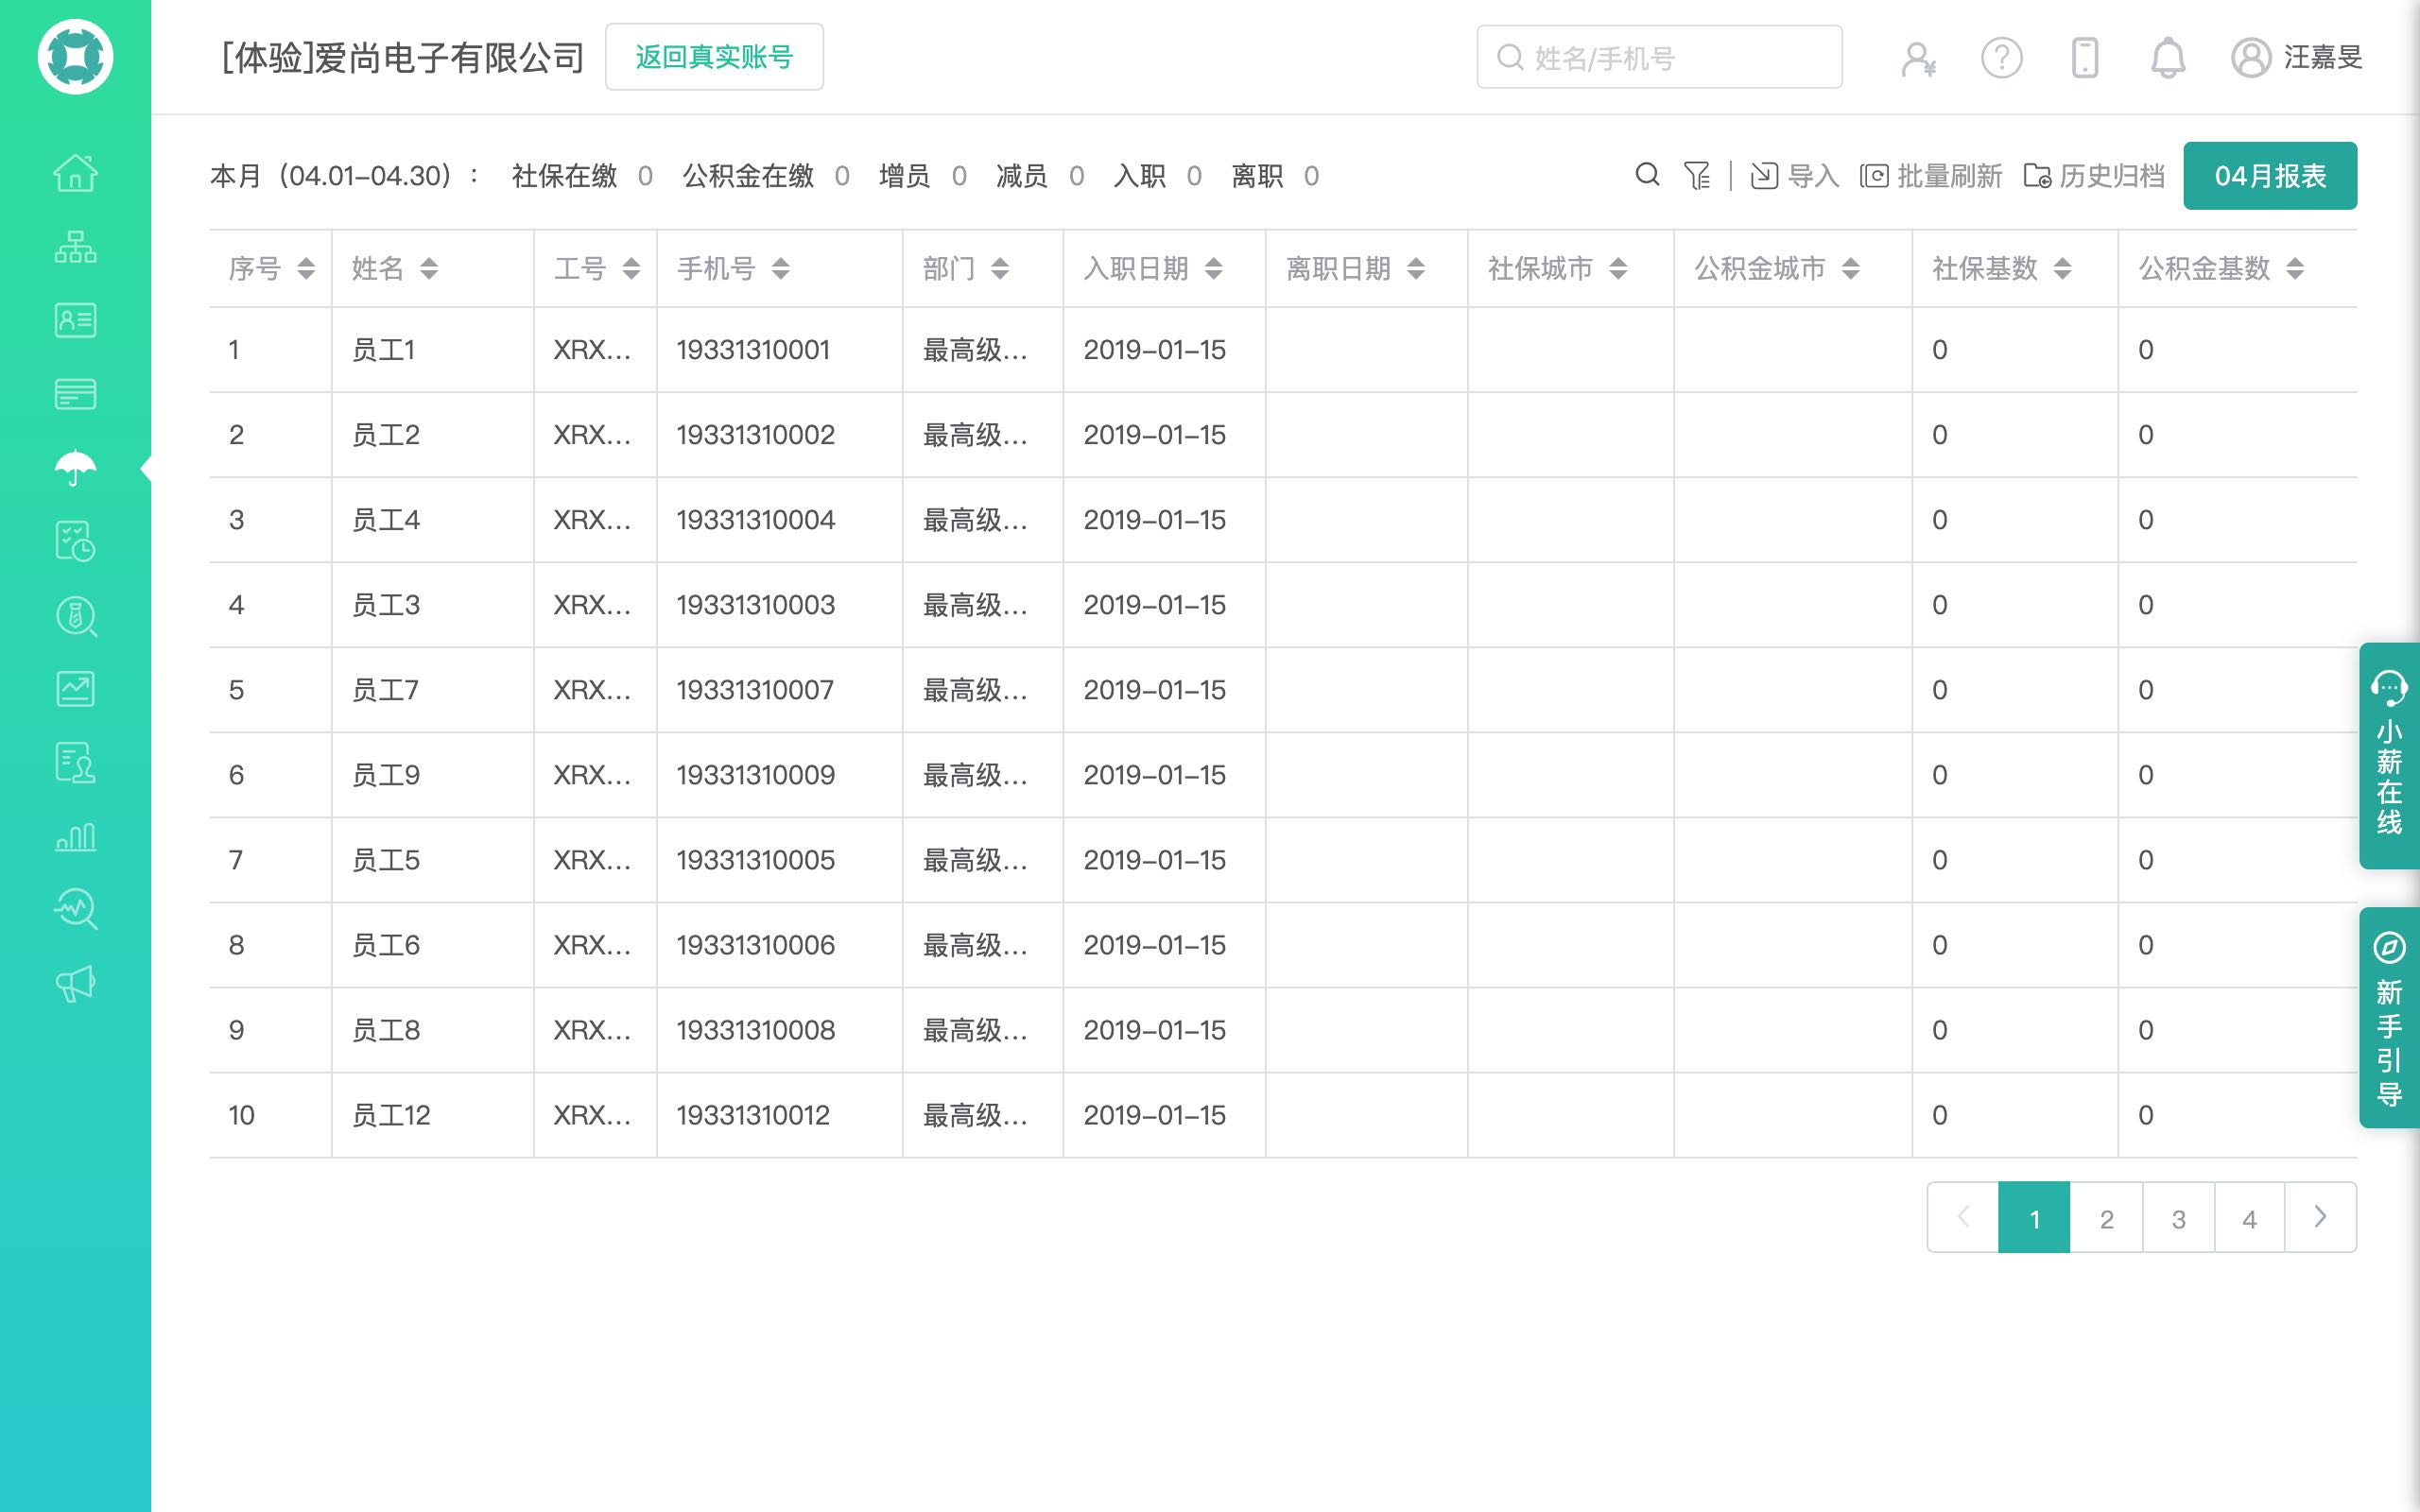 [体验]爱尚电子有限公司 返回真实账号 姓名/手机号 汪嘉旻
本月（04.01-04.30）： 社保在缴 0 公积金在缴 0 增员 0 减员 0 入职 0 离职 0 导入 批量刷新 历史归档 04月报表
序号 姓名 工号 手机号 部门 入职日期 离职日期 社保城市 公积金城市 社保基数 公积金基数
1 员工1 XRX... 19331310001 最高级... 2019-01-15 0 0
2 员工2 XRX... 19331310002 最高级... 2019-01-15 0 0
3 员工4 XRX... 19331310004 最高级... 2019-01-15 0 0
4 员工3 XRX... 19331310003 最高级... 2019-01-15 0 0
5 员工7 XRX... 19331310007 最高级... 2019-01-15 0 0
6 员工9 XRX... 19331310009 最高级... 2019-01-15 0 0
7 员工5 XRX... 19331310005 最高级... 2019-01-15 0 0
8 员工6 XRX... 19331310006 最高级... 2019-01-15 0 0
9 员工8 XRX... 19331310008 最高级... 2019-01-15 0 0
10 员工12 XRX... 19331310012 最高级... 2019-01-15 0 0
小薪在线
新手引导
1 2 3 4